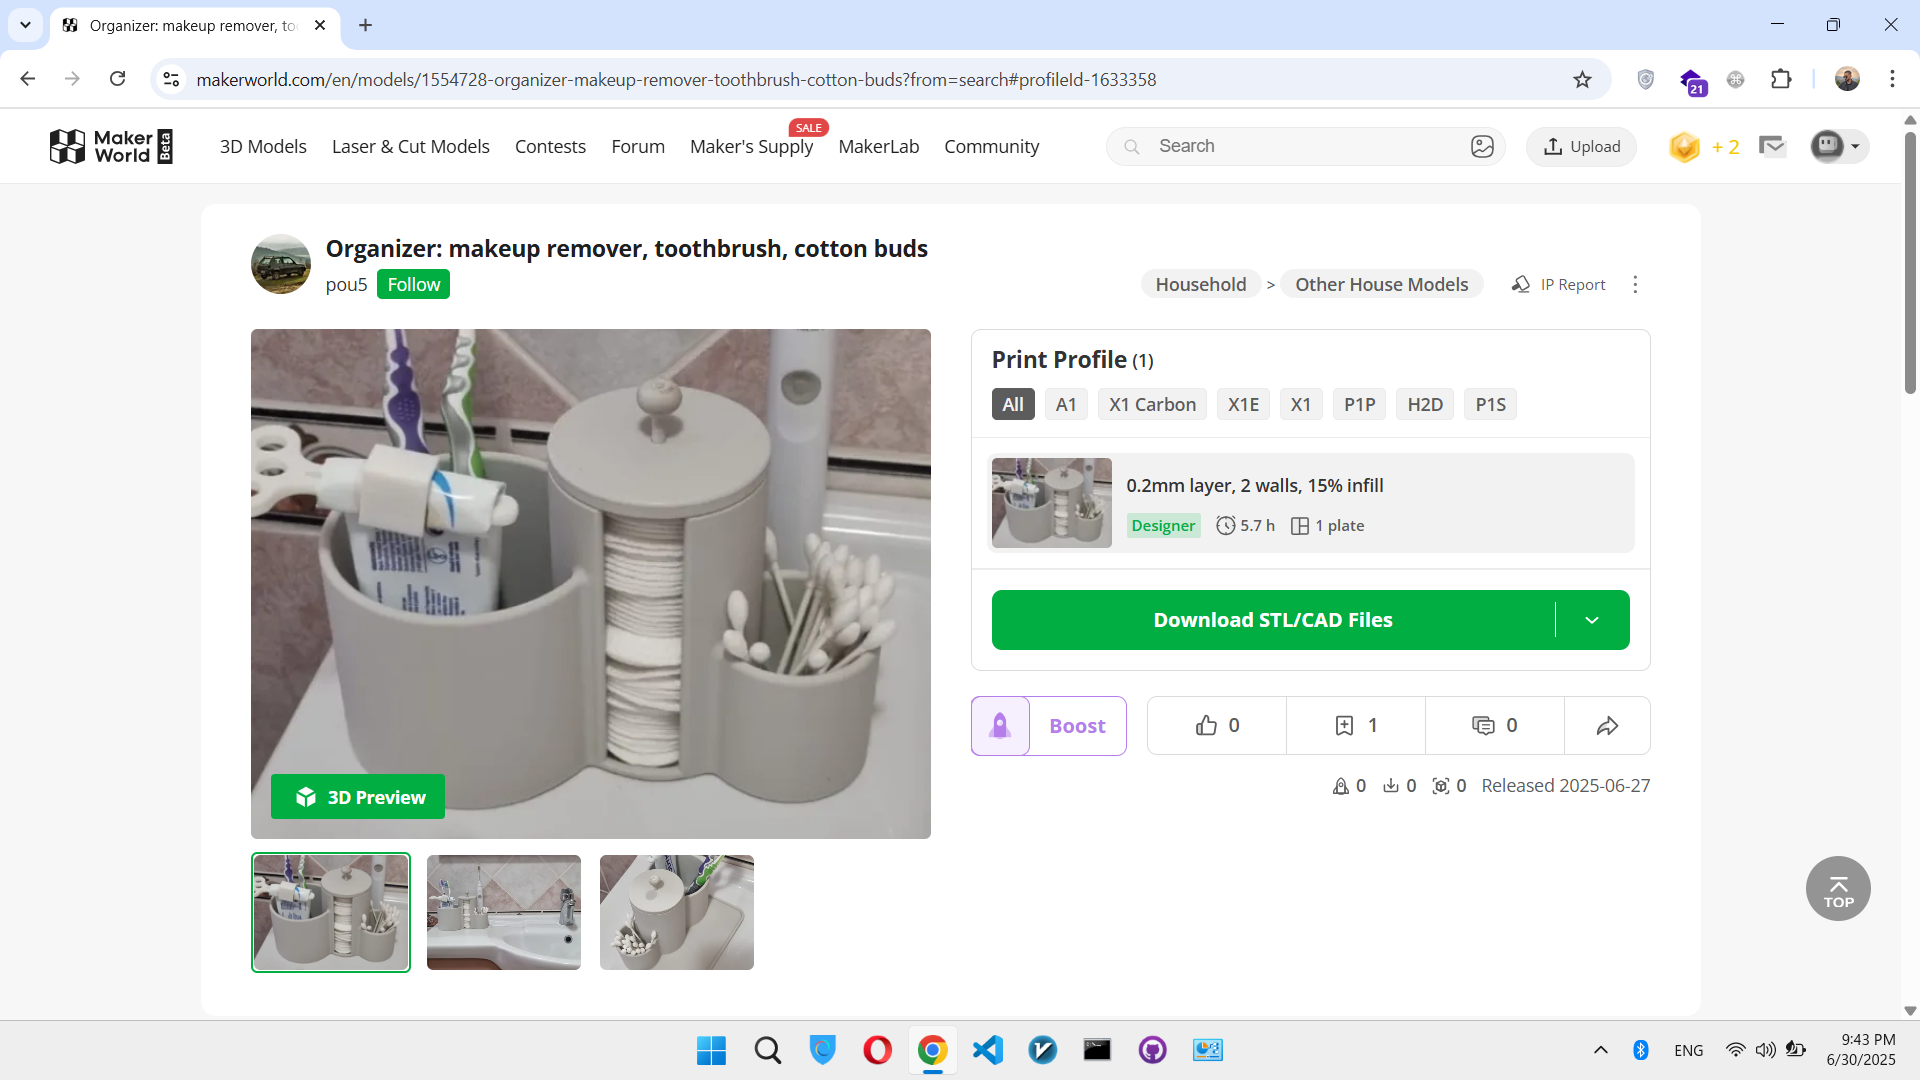 Organizer: makeup remover, to
makerworld.com/en/models/1554728-organizer-makeup-remover-toothbrush-cotton-buds?from=search#profileId-1633358
21
Maker World Beta
3D Models
Laser & Cut Models
Contests
Forum
Maker's Supply
SALE
MakerLab
Community
Search
Upload
+ 2
Organizer: makeup remover, toothbrush, cotton buds
pou5
Follow
Household > Other House Models
IP Report
Print Profile (1)
All
A1
X1 Carbon
X1E
X1
P1P
H2D
P1S
0.2mm layer, 2 walls, 15% infill
Designer
5.7 h
1 plate
Download STL/CAD Files
Boost
0
1
0
0
0
0
Released 2025-06-27
3D Preview
TOP
ENG
9:43 PM
6/30/2025